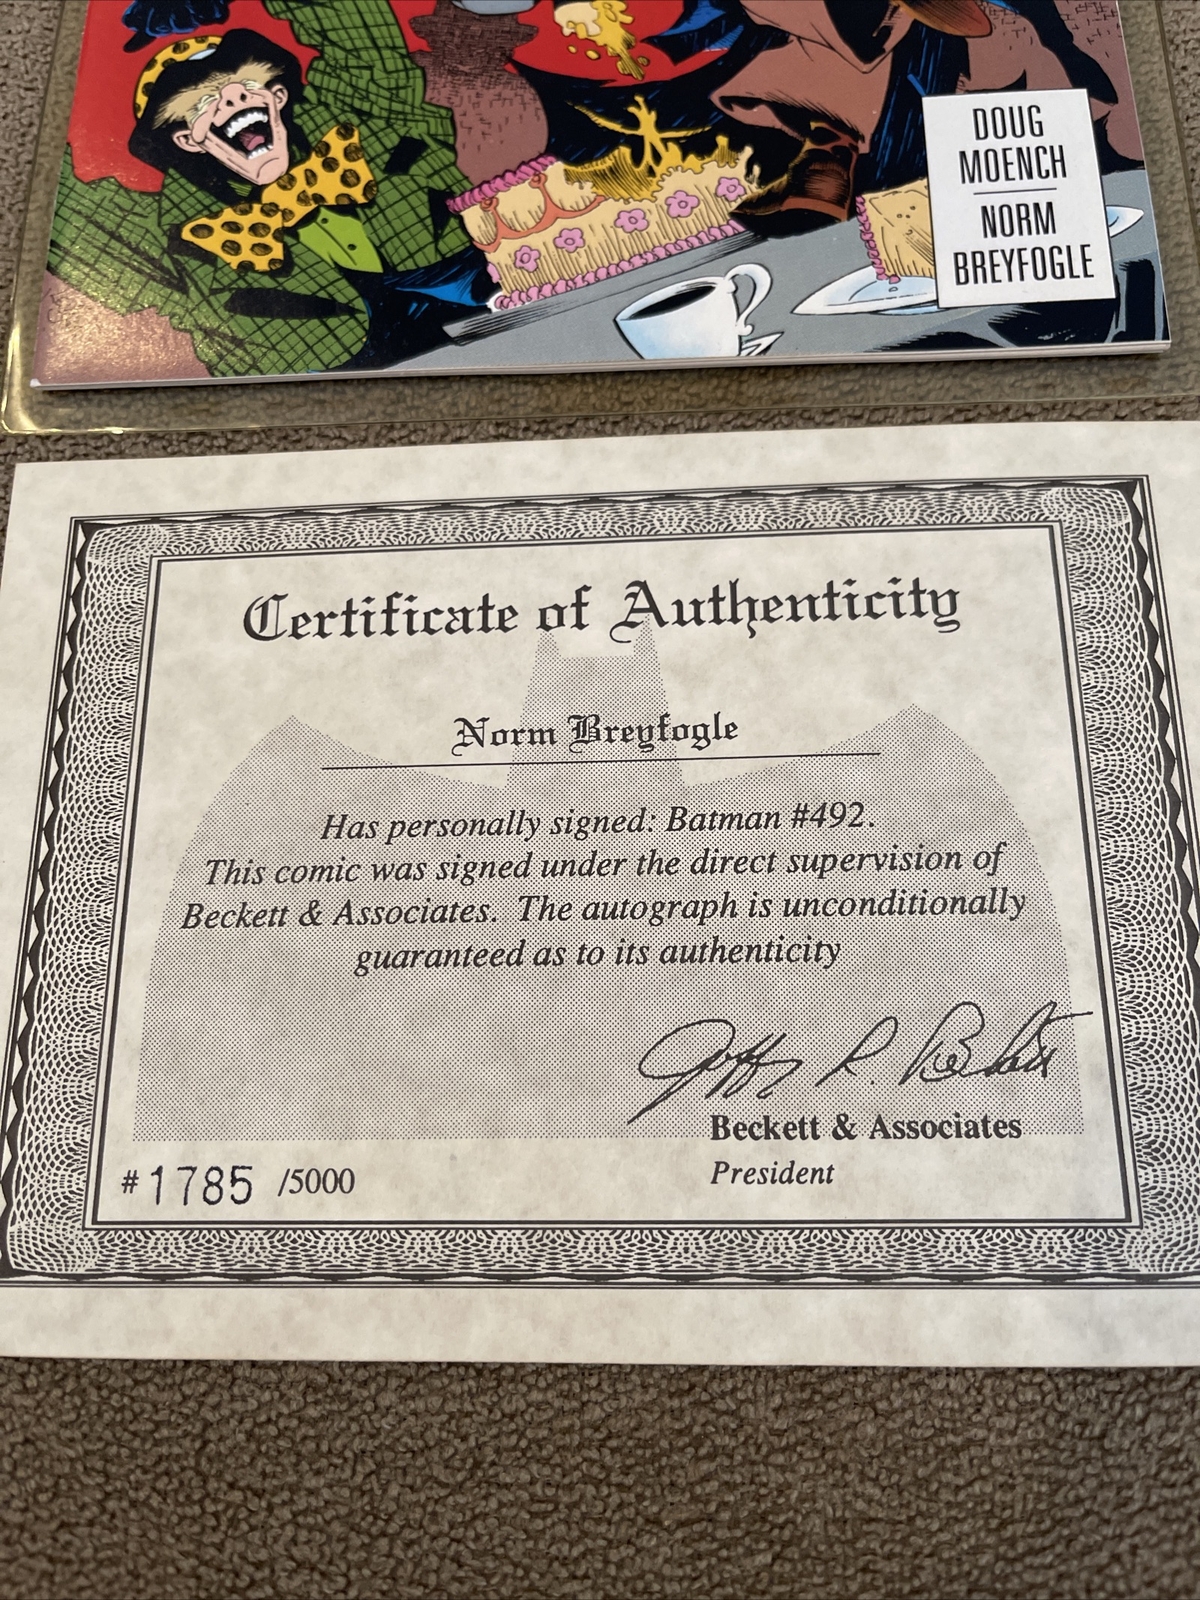 DOUG
MOENCH
NORM
BREYFOGLE
Certificate of Authenticity
Norm Breyfogle
Has personally signed: Batman #492.
This comic was signed under the direct supervision of
Beckett & Associates. The autograph is unconditionally
guaranteed as to its authenticity
Beckett & Associates
President
#1785 /5000